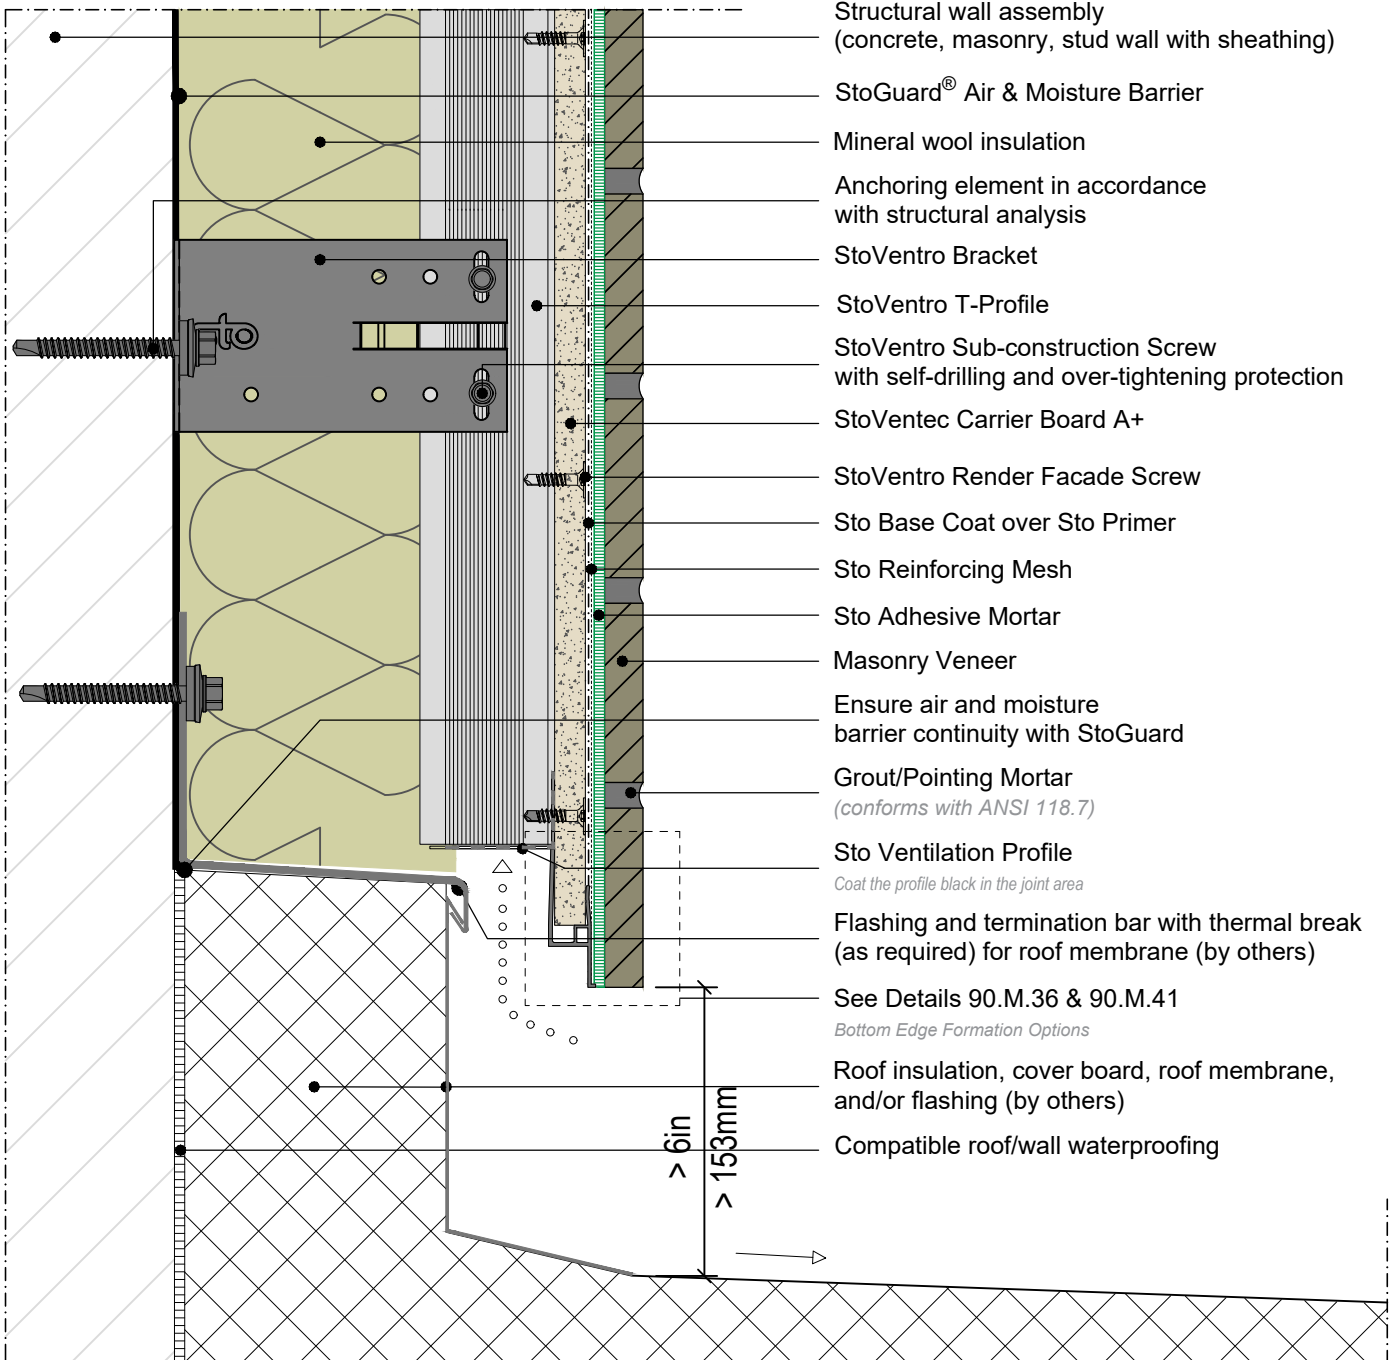 Structural wall assembly
(concrete, masonry, stud wall with sheathing)
StoGuard® Air & Moisture Barrier
Mineral wool insulation
Anchoring element in accordance
with structural analysis
StoVentro Bracket
StoVentro T-Profile
StoVentro Sub-construction Screw
with self-drilling and over-tightening protection
StoVentec Carrier Board A+
StoVentro Render Facade Screw
Sto Base Coat over Sto Primer
Sto Reinforcing Mesh
Sto Adhesive Mortar
Masonry Veneer
Ensure air and moisture
barrier continuity with StoGuard
Grout/Pointing Mortar
(conforms with ANSI 118.7)
Sto Ventilation Profile
Coat the profile black in the joint area
Flashing and termination bar with thermal break
(as required) for roof membrane (by others)
See Details 90.M.36 & 90.M.41
Bottom Edge Formation Options
Roof insulation, cover board, roof membrane,
and/or flashing (by others)
Compatible roof/wall waterproofing
> 6in
> 153mm
sto